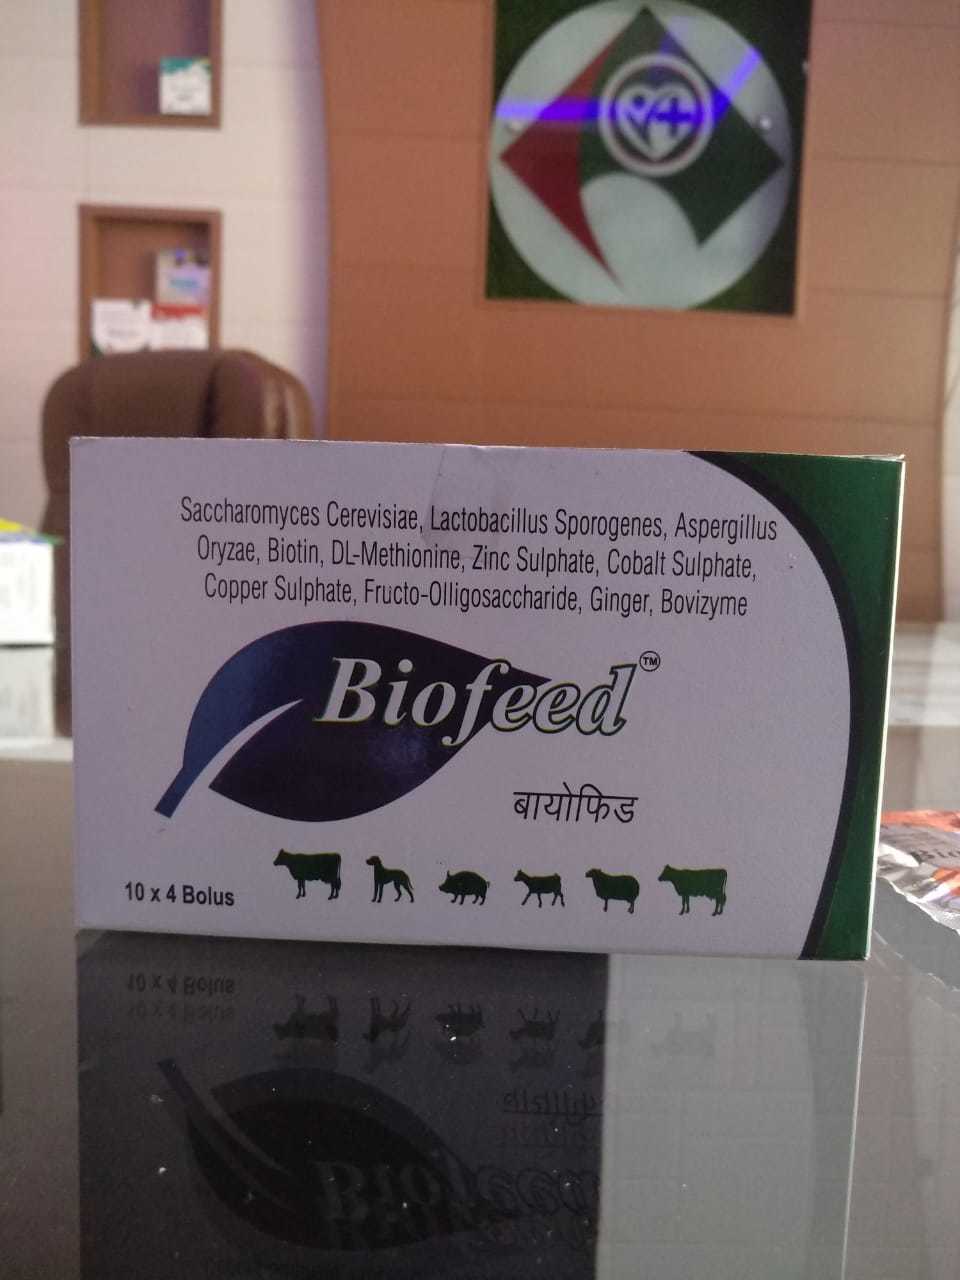 Saccharomyces Cerevisiae, Lactobacillus Sporogenes, Aspergillus
Oryzae, Biotin, DL-Methionine, Zinc Sulphate, Cobalt Sulphate,
Copper Sulphate, Fructo-Olligosaccharide, Ginger, Bovizyme
Biofeed™
बायोफिड
10 x 4 Bolus